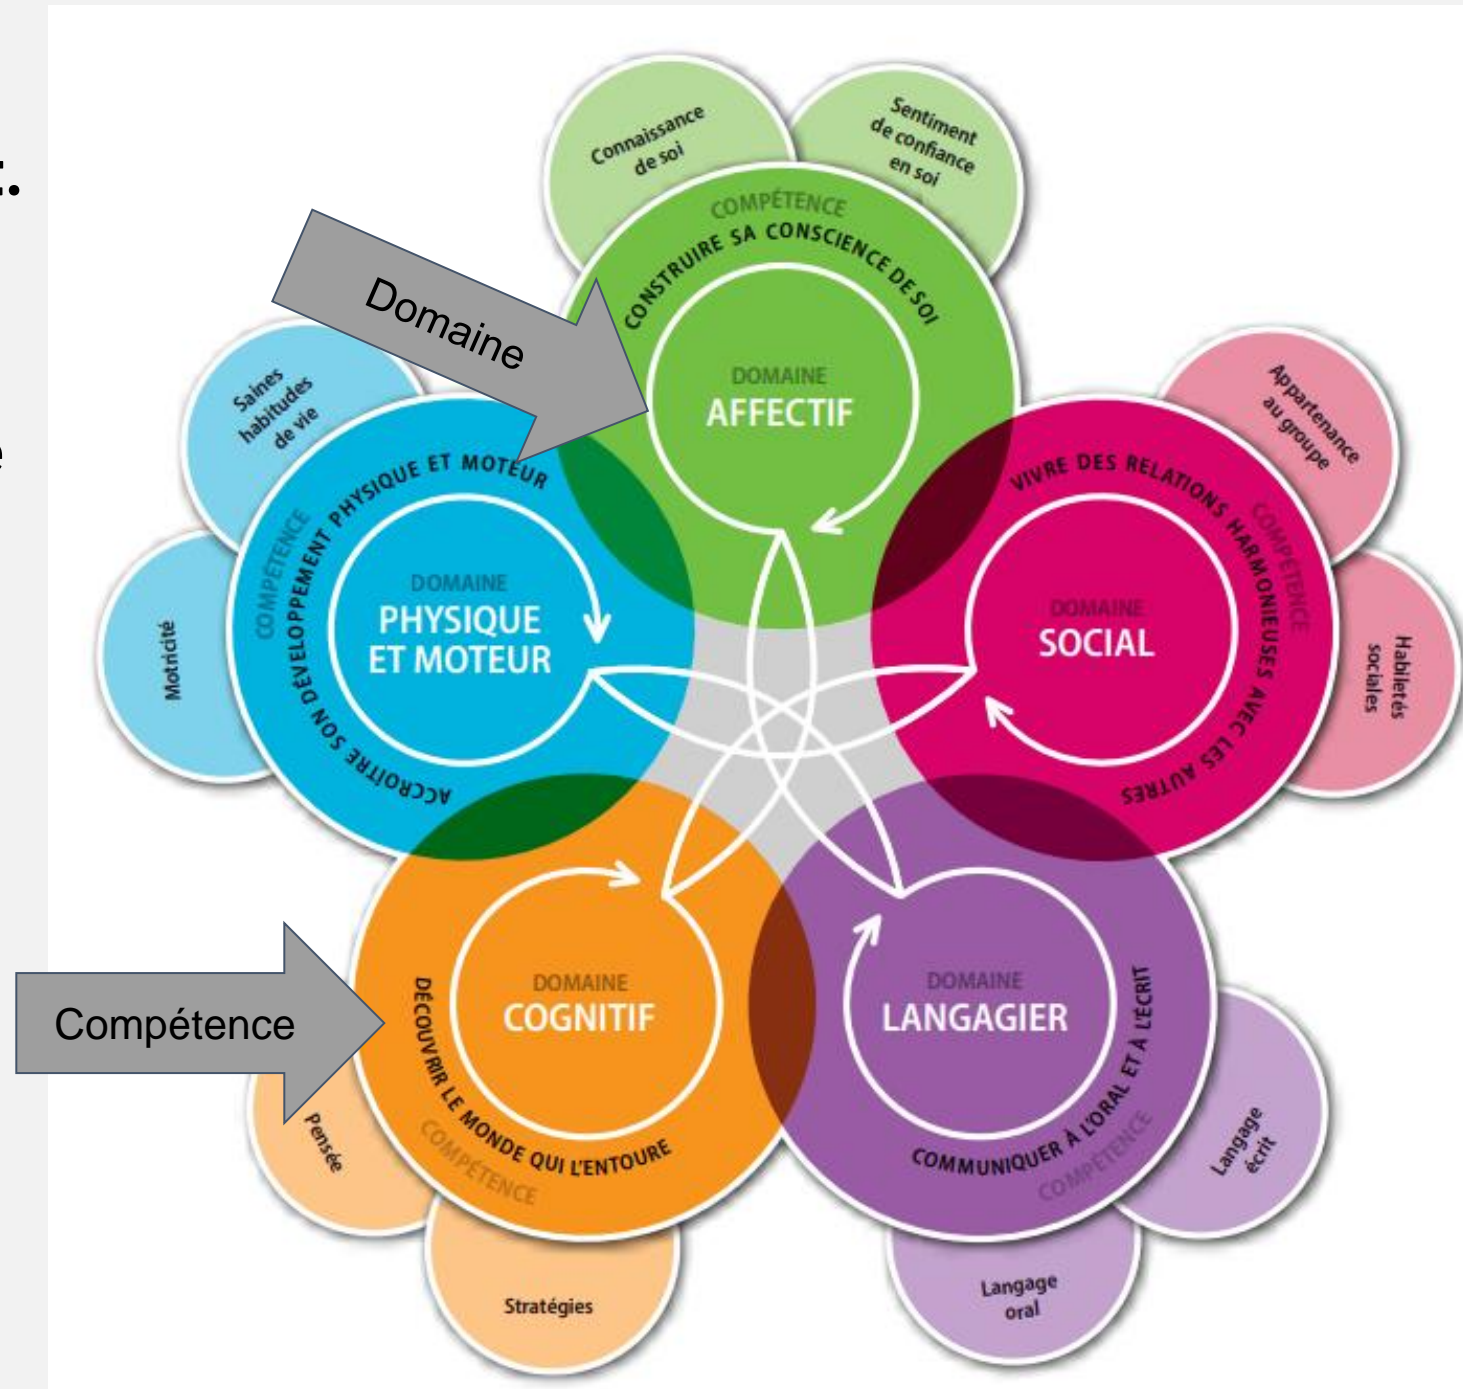 t.
e
Connaissance
de soi
Sentiment
de confiance
en soi
COMPÉTENCE
CONSTRUIRE SA CONSCIENCE DE SOI
DOMAINE
AFFECTIF
Domaine
Saines
habitudes
de vie
Motricité
COMPÉTENCE
ACCROÎTRE SON DÉVELOPPEMENT PHYSIQUE ET MOTEUR
DOMAINE
PHYSIQUE
ET MOTEUR
Appartenance
au groupe
Habiletés
sociales
COMPÉTENCE
VIVRE DES RELATIONS HARMONIEUSES AVEC LES AUTRES
DOMAINE
SOCIAL
Compétence
DOMAINE
COGNITIF
DÉCOUVRIR LE MONDE QUI L'ENTOURE
COMPÉTENCE
Pensée
Stratégies
DOMAINE
LANGAGIER
COMMUNIQUER À L'ORAL ET À L'ÉCRIT
COMPÉTENCE
Langage
écrit
Langage
oral